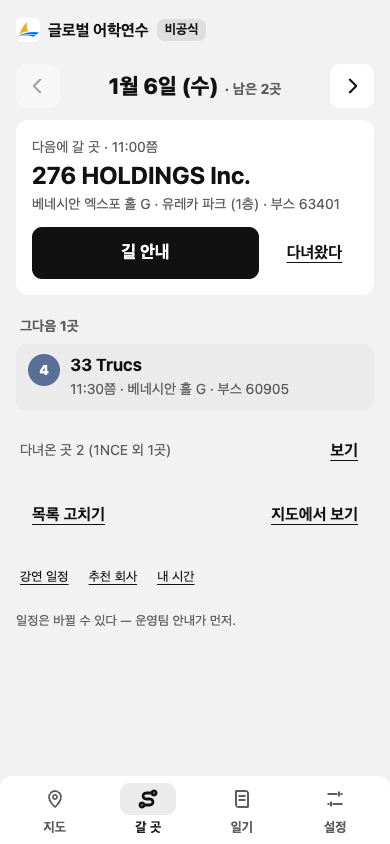 글로벌 어학연수 비공식
1월 6일 (수) · 남은 2곳
다음에 갈 곳 · 11:00쯤
276 HOLDINGS Inc.
베네시안 엑스포 홀 G · 유레카 파크 (1층) · 부스 63401
길 안내 다녀왔다
그다음 1곳
4 33 Trucs
11:30쯤 · 베네시안 홀 G · 부스 60905
다녀온 곳 2 (1NCE 외 1곳) 보기
목록 고치기 지도에서 보기
강연 일정 추천 회사 내 시간
일정은 바뀔 수 있다 — 운영팀 안내가 먼저.
지도 갈 곳 일기 설정